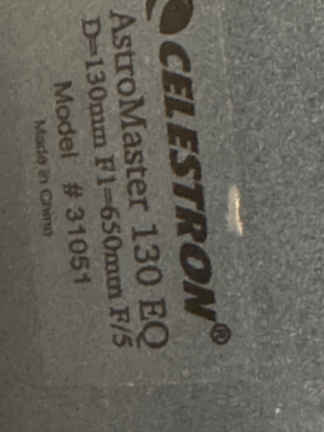 CELESTRON®
AstroMaster 130 EQ
D=130mm F1=650mm F/5
Model # 31051
Made in China